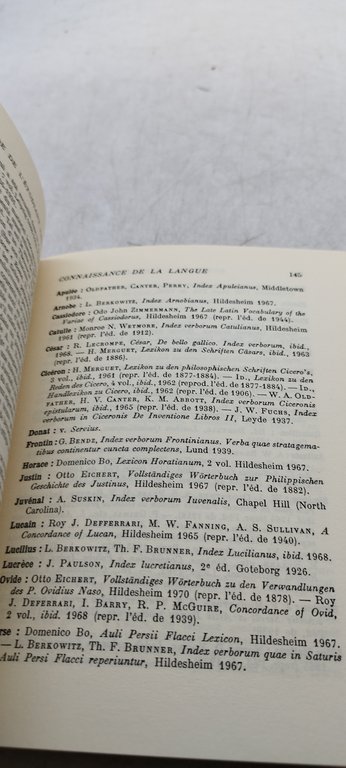 CONNAISSANCE DE LA LANGUE 145
Apulée : OLDFATHER, CANTER, PERRY, Index Apuleianus, Middletown
1934.
Arnobe : L. BERKOWITZ, Index Arnobianus, Hildesheim 1967.
Cassiodore : Odo John ZIMMERMANN, The Late Latin Vocabulary of the
Variae of Cassiodorus, Hildesheim 1967 (repr. l'éd. de 1944).
Catulle : Monroe N. WETMORE, Index verborum Catulianus, Hildesheim
1961 (repr. l'éd. de 1912).
César : R. LECROMPE, César, De bello gallico. Index verborum, ibid.,
1968. — H. MERGUET, Lexikon zu den Schriften Cäsars, ibid., 1963
(repr. l'éd. de 1886).
Cicéron : H. MERGUET, Lexikon zu den philosophischen Schriften Cicero's,
3 vol., ibid., 1961 (repr. l'éd. de 1877-1884). — ID., Lexikon zu den
Reden des Cicero, 4 vol., ibid., 1962 (reprod. l'éd. de 1877-1884). — ID.,
Handlexikon zu Cicero, ibid., 1962 (repr. l'éd. de 1906). — W. A. OLD-
FATHER, H. V. CANTER, K. M. ABBOTT, Index verborum Ciceronis
epistularum, ibid., 1965 (repr. l'éd. de 1938). — J. W. FUCHS, Index
verborum in Ciceronis De Inventione Libros II, Leyde 1937.
Donat : v. Servius.
Frontin : G. BENDZ, Index verborum Frontinianus. Verba quae stratagema-
tibus continentur cuncta complectens, Lund 1939.
Horace : Domenico BO, Lexicon Horatianum, 2 vol. Hildesheim 1967.
Justin : Otto EICHERT, Vollständiges Wörterbuch zur Philippischen
Geschichte des Justinus, Hildesheim 1967 (repr. l'éd. de 1882).
Juvénal : A. SUSKIN, Index verborum Iuvenalis, Chapel Hill (North
Carolina).
Lucain : Roy J. DEFFERRARI, M. W. FANNING, A. S. SULLIVAN, A
Concordance of Lucan, Hildesheim 1965 (repr. l'éd. de 1940).
Lucilius : L. BERKOWITZ, Th. F. BRUNNER, Index Lucilianus, ibid. 1968.
Lucrèce : J. PAULSON, Index lucretianus, 2e éd. Goteborg 1926.
Ovide : Otto EICHERT, Vollständiges Wörterbuch zu den Verwandlungen
des P. Ovidius Naso, Hildesheim 1970 (repr. l'éd. de 1878). — Roy
J. DEFERRARI, I. BARRY, R. P. MCGUIRE, Concordance of Ovid,
2 vol., ibid. 1968 (repr. l'éd. de 1939).
rse : Domenico BO, Auli Persii Flacci Lexicon, Hildesheim 1967.
— L. BERKOWITZ, Th. F. BRUNNER, Index verborum quae in Saturis
Auli Persi Flacci reperiuntur, Hildesheim 1967.